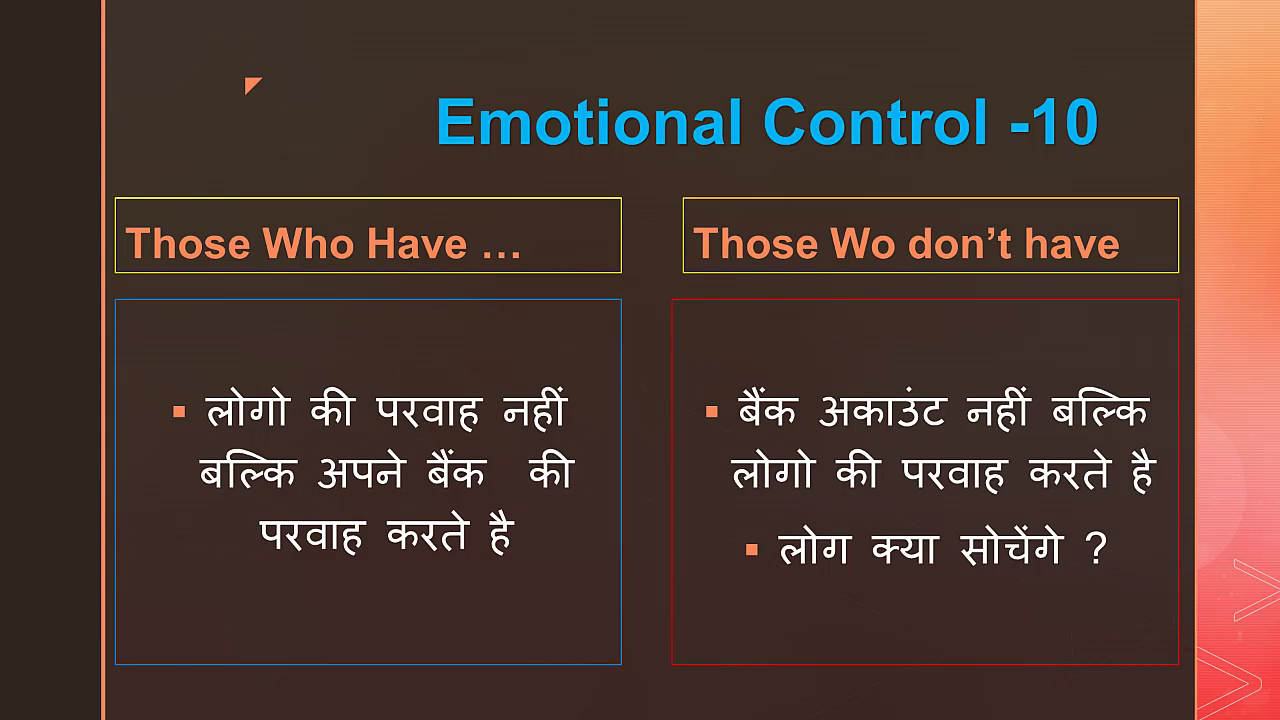 Emotional Control -10
Those Who Have …
Those Wo don’t have
▪ लोगो की परवाह नहीं
बल्कि अपने बैंक की
परवाह करते है
▪ बैंक अकाउंट नहीं बल्कि
लोगो की परवाह करते है
▪ लोग क्या सोचेंगे ?